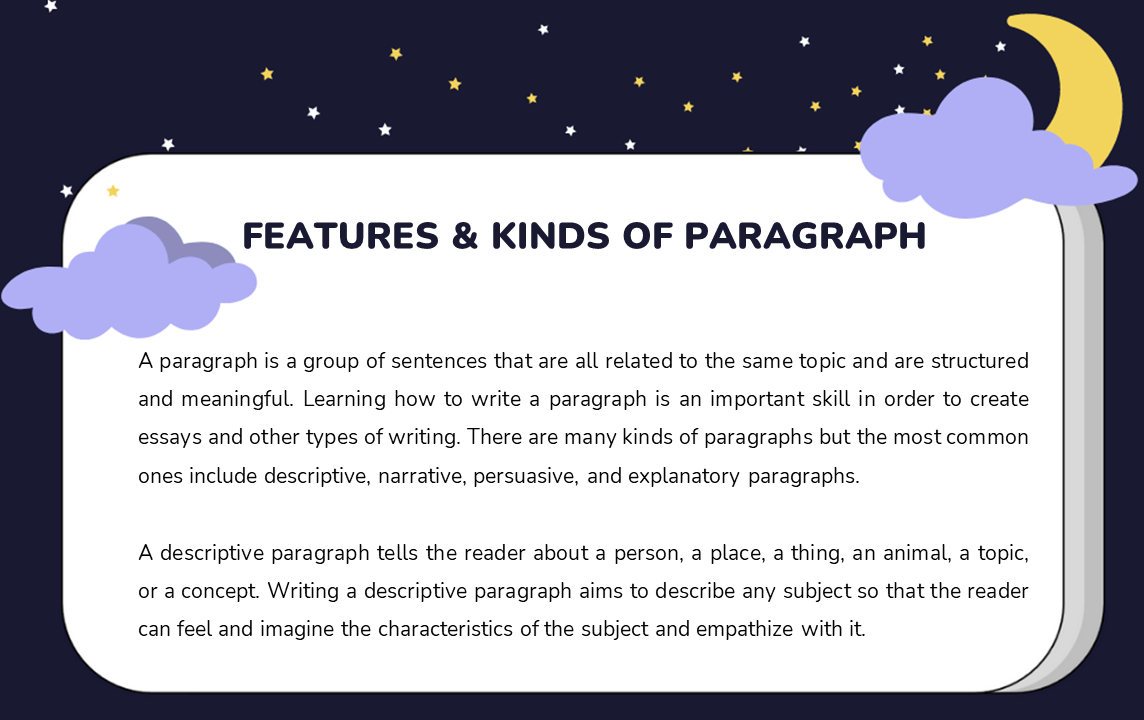 FEATURES & KINDS OF PARAGRAPH
A paragraph is a group of sentences that are all related to the same topic and are structured
and meaningful. Learning how to write a paragraph is an important skill in order to create
essays and other types of writing. There are many kinds of paragraphs but the most common
ones include descriptive, narrative, persuasive, and explanatory paragraphs.
A descriptive paragraph tells the reader about a person, a place, a thing, an animal, a topic,
or a concept. Writing a descriptive paragraph aims to describe any subject so that the reader
can feel and imagine the characteristics of the subject and empathize with it.